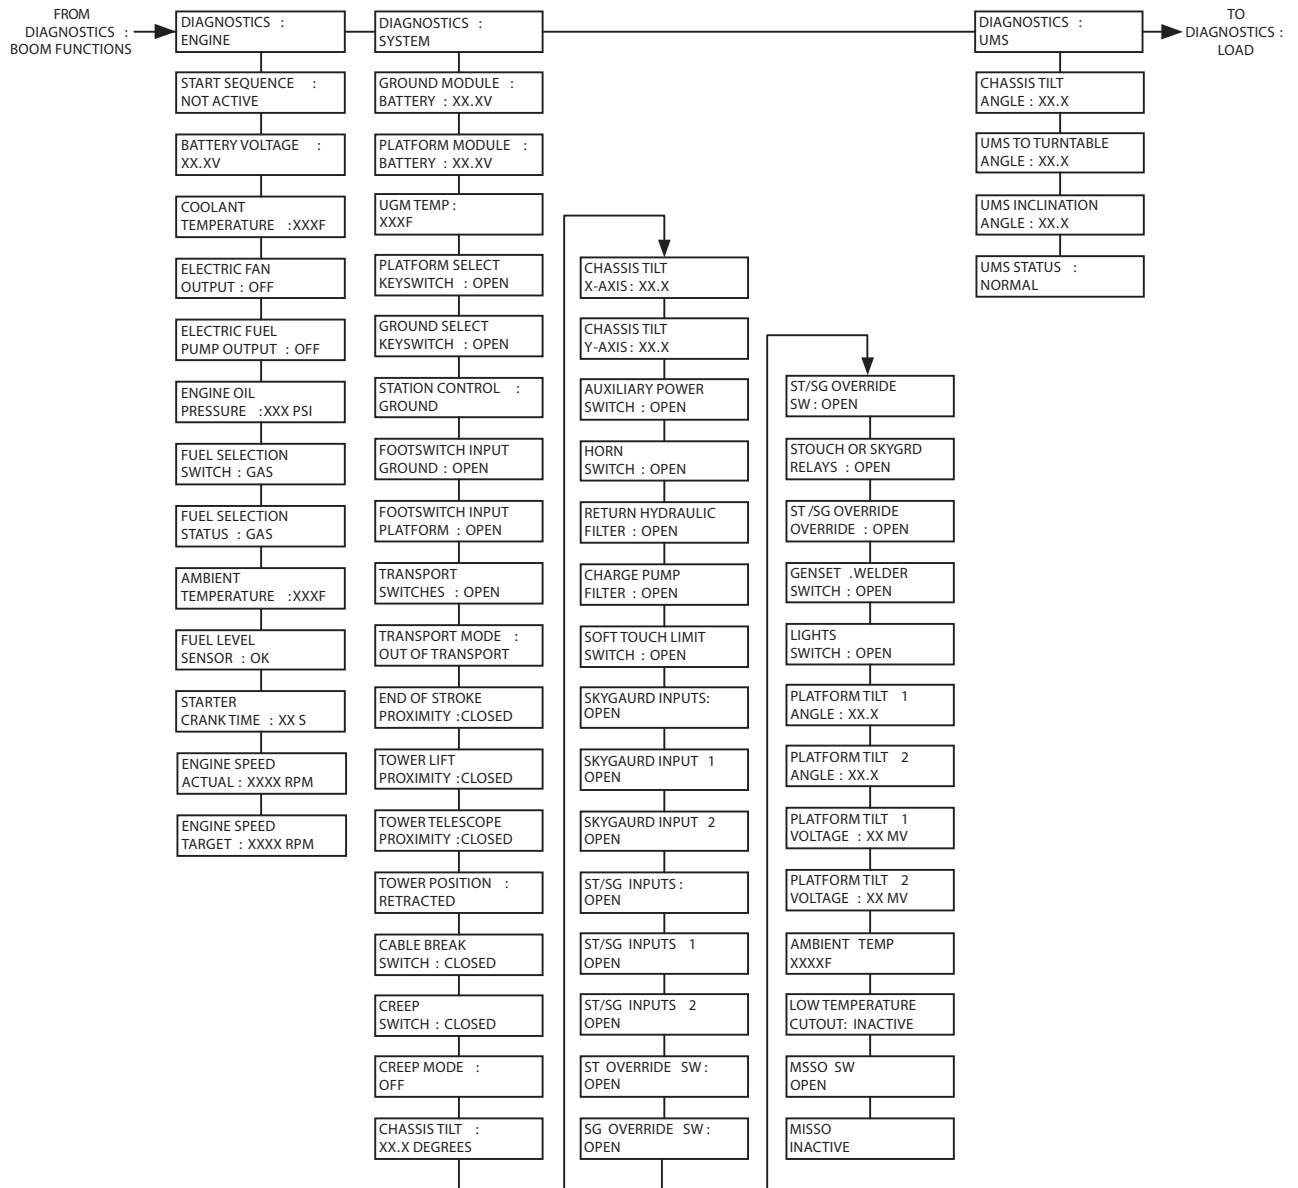 FROM
DIAGNOSTICS :
BOOM FUNCTIONS
DIAGNOSTICS :
ENGINE
START SEQUENCE :
NOT ACTIVE
BATTERY VOLTAGE :
XX.XV
COOLANT
TEMPERATURE :XXXF
ELECTRIC FAN
OUTPUT : OFF
ELECTRIC FUEL
PUMP OUTPUT : OFF
ENGINE OIL
PRESSURE :XXX PSI
FUEL SELECTION
SWITCH : GAS
FUEL SELECTION
STATUS : GAS
AMBIENT
TEMPERATURE :XXXF
FUEL LEVEL
SENSOR : OK
STARTER
CRANK TIME : XX S
ENGINE SPEED
ACTUAL : XXXX RPM
ENGINE SPEED
TARGET : XXXX RPM
DIAGNOSTICS :
SYSTEM
GROUND MODULE :
BATTERY : XX.XV
PLATFORM MODULE :
BATTERY : XX.XV
UGM TEMP :
XXXF
PLATFORM SELECT
KEYSWITCH : OPEN
GROUND SELECT
KEYSWITCH : OPEN
STATION CONTROL :
GROUND
FOOTSWITCH INPUT
GROUND : OPEN
FOOTSWITCH INPUT
PLATFORM : OPEN
TRANSPORT
SWITCHES : OPEN
TRANSPORT MODE :
OUT OF TRANSPORT
END OF STROKE
PROXIMITY :CLOSED
TOWER LIFT
PROXIMITY :CLOSED
TOWER TELESCOPE
PROXIMITY :CLOSED
TOWER POSITION :
RETRACTED
CABLE BREAK
SWITCH : CLOSED
CREEP
SWITCH : CLOSED
CREEP MODE :
OFF
CHASSIS TILT :
XX.X DEGREES
CHASSIS TILT
X-AXIS : XX.X
CHASSIS TILT
Y-AXIS : XX.X
AUXILIARY POWER
SWITCH : OPEN
HORN
SWITCH : OPEN
RETURN HYDRAULIC
FILTER : OPEN
CHARGE PUMP
FILTER : OPEN
SOFT TOUCH LIMIT
SWITCH : OPEN
SKYGAURD INPUTS:
OPEN
SKYGAURD INPUT 1
OPEN
SKYGAURD INPUT 2
OPEN
ST/SG INPUTS :
OPEN
ST/SG INPUTS 1
OPEN
ST/SG INPUTS 2
OPEN
ST OVERRIDE SW :
OPEN
SG OVERRIDE SW :
OPEN
ST/SG OVERRIDE
SW : OPEN
STOUCH OR SKYGRD
RELAYS : OPEN
ST /SG OVERRIDE
OVERRIDE : OPEN
GENSET .WELDER
SWITCH : OPEN
LIGHTS
SWITCH : OPEN
PLATFORM TILT 1
ANGLE : XX.X
PLATFORM TILT 2
ANGLE : XX.X
PLATFORM TILT 1
VOLTAGE : XX MV
PLATFORM TILT 2
VOLTAGE : XX MV
AMBIENT TEMP
XXXXF
LOW TEMPERATURE
CUTOUT: INACTIVE
MSSO SW
OPEN
MISSO
INACTIVE
DIAGNOSTICS :
UMS
CHASSIS TILT
ANGLE : XX.X
UMS TO TURNTABLE
ANGLE : XX.X
UMS INCLINATION
ANGLE : XX.X
UMS STATUS :
NORMAL
TO
DIAGNOSTICS :
LOAD